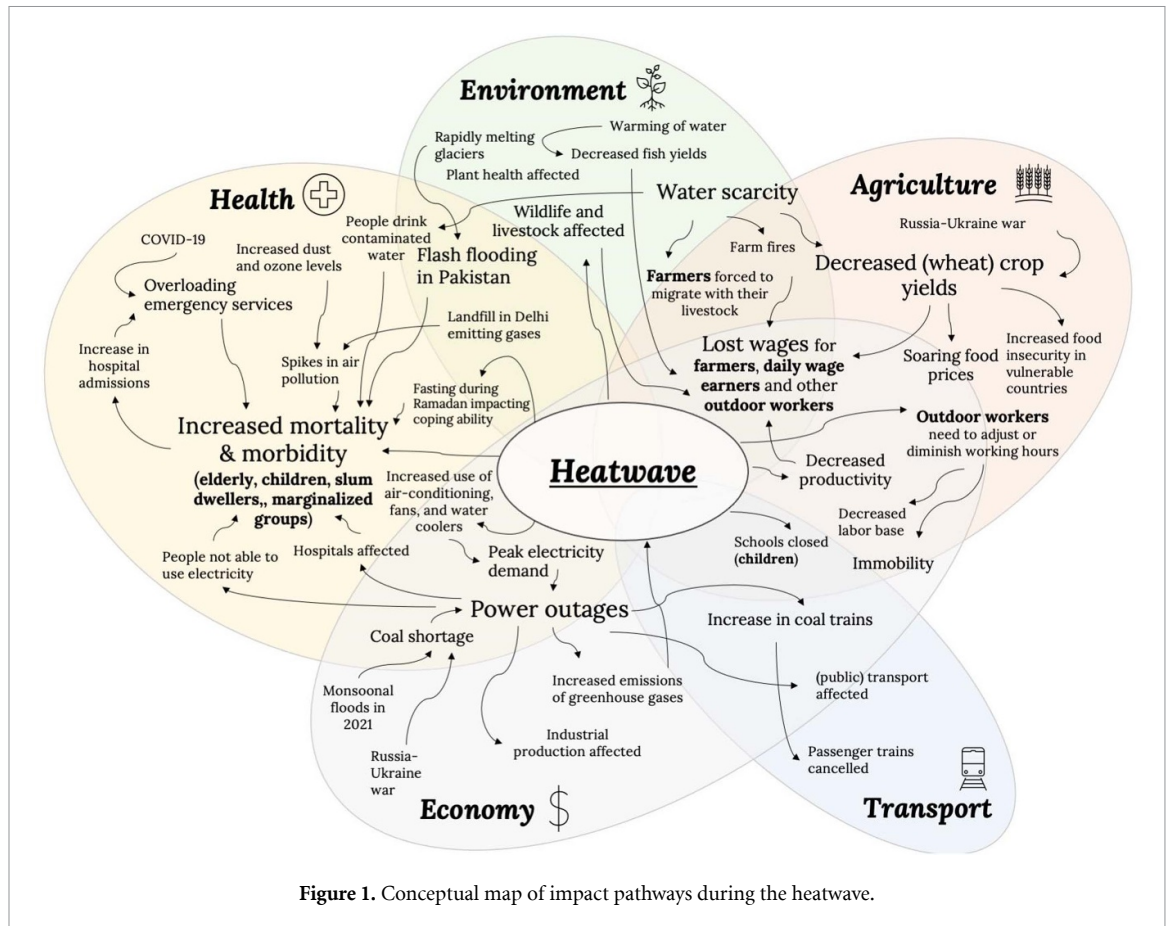 Environment
Warming of water
Rapidly melting
glaciers
Decreased fish yields
Plant health affected
Water scarcity
Wildlife and
livestock affected
Health
COVID-19
People drink
contaminated
water
Increased dust
and ozone levels
Flash flooding
in Pakistan
Overloading
emergency services
Landfill in Delhi
emitting gases
Increase in
hospital
admissions
Spikes in air
pollution
Fasting during
Ramadan impacting
coping ability
Increased mortality
& morbidity
(elderly, children, slum
dwellers,, marginalized
groups)
Increased use of
air-conditioning,
fans, and water
coolers
People not able to
use electricity
Hospitals affected
Agriculture
Russia-Ukraine war
Farm fires
Decreased (wheat) crop
yields
Farmers forced to
migrate with their
livestock
Lost wages for
farmers, daily wage
earners and other
outdoor workers
Soaring food
prices
Increased food
insecurity in
vulnerable
countries
Outdoor workers
need to adjust or
diminish working hours
Decreased
productivity
Decreased
labor base
Immobility
Schools closed
(children)
Heatwave
Peak electricity
demand
Power outages
Coal shortage
Monsoonal
floods in
2021
Russia-
Ukraine
war
Increased emissions
of greenhouse gases
Industrial
production affected
Economy
Increase in coal trains
(public) transport
affected
Passenger trains
cancelled
Transport
Figure 1. Conceptual map of impact pathways during the heatwave.